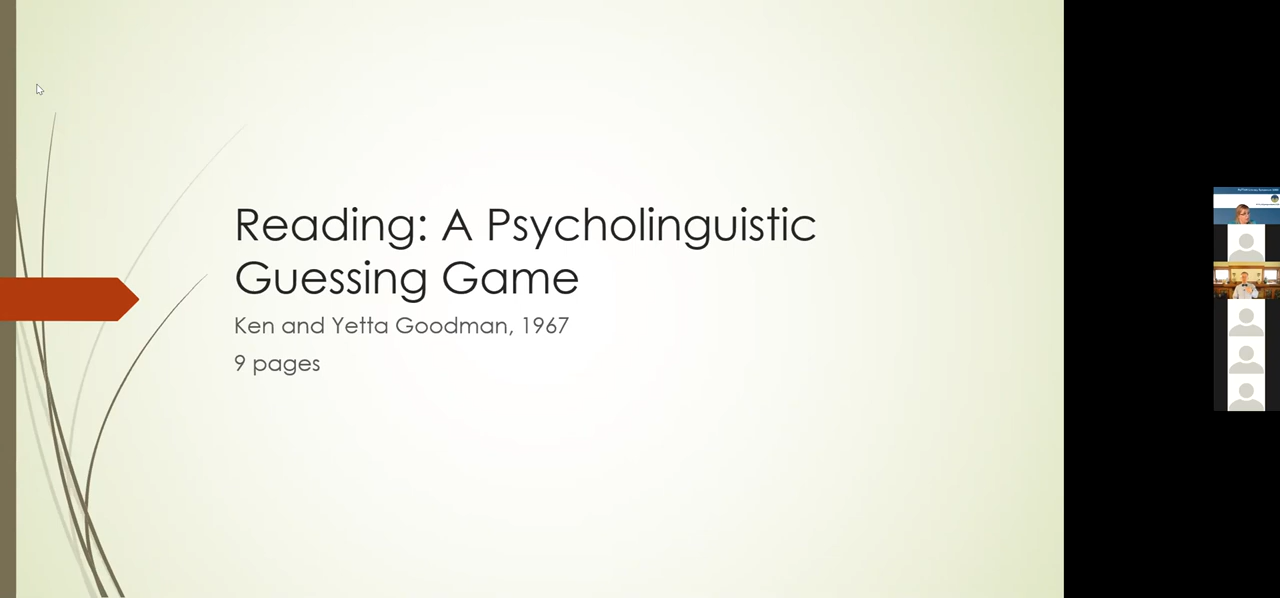 Reading: A Psycholinguistic
Guessing Game
Ken and Yetta Goodman, 1967
9 pages